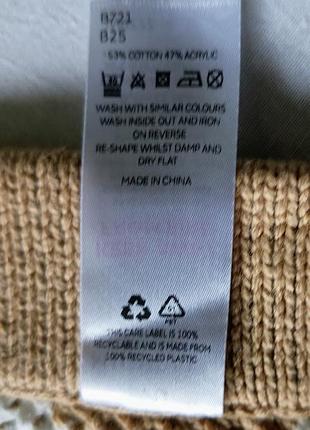 B721
B25
53% COTTON 47% ACRYLIC
WASH WITH SIMILAR COLOURS
WASH INSIDE OUT AND IRON
ON REVERSE
RE-SHAPE WHILST DAMP AND
DRY FLAT
MADE IN CHINA
PET
THIS CARE LABEL IS 100%
RECYCLABLE AND IS MADE FROM
100% RECYCLED PLASTIC